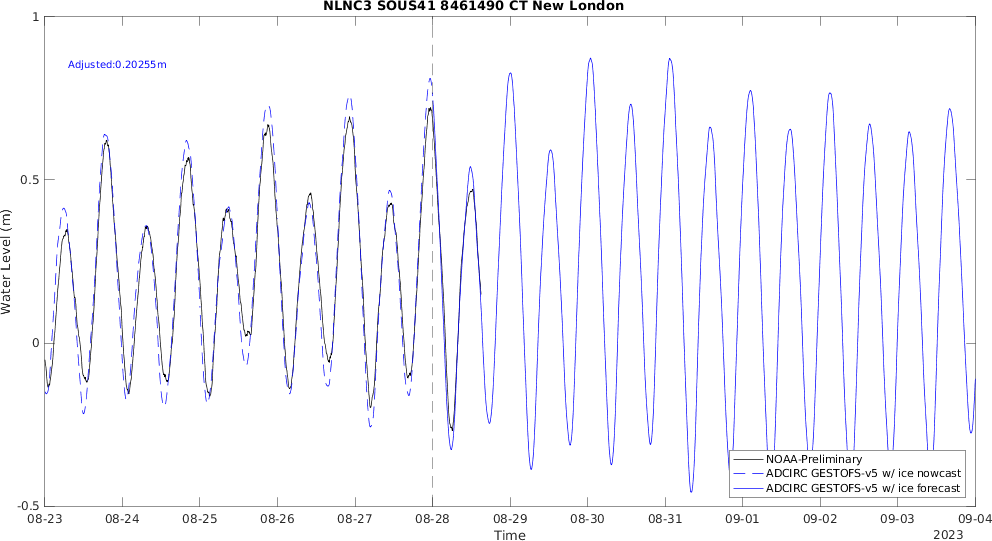 NLNC3 SOUS41 8461490 CT New London
Adjusted:0.20255m
1
0.5
0
-0.5
Water Level (m)
NOAA-Preliminary
ADCIRC GESTOFS-v5 w/ ice nowcast
ADCIRC GESTOFS-v5 w/ ice forecast
08-23 08-24 08-25 08-26 08-27 08-28 08-29 08-30 08-31 09-01 09-02 09-03 09-04
Time
2023